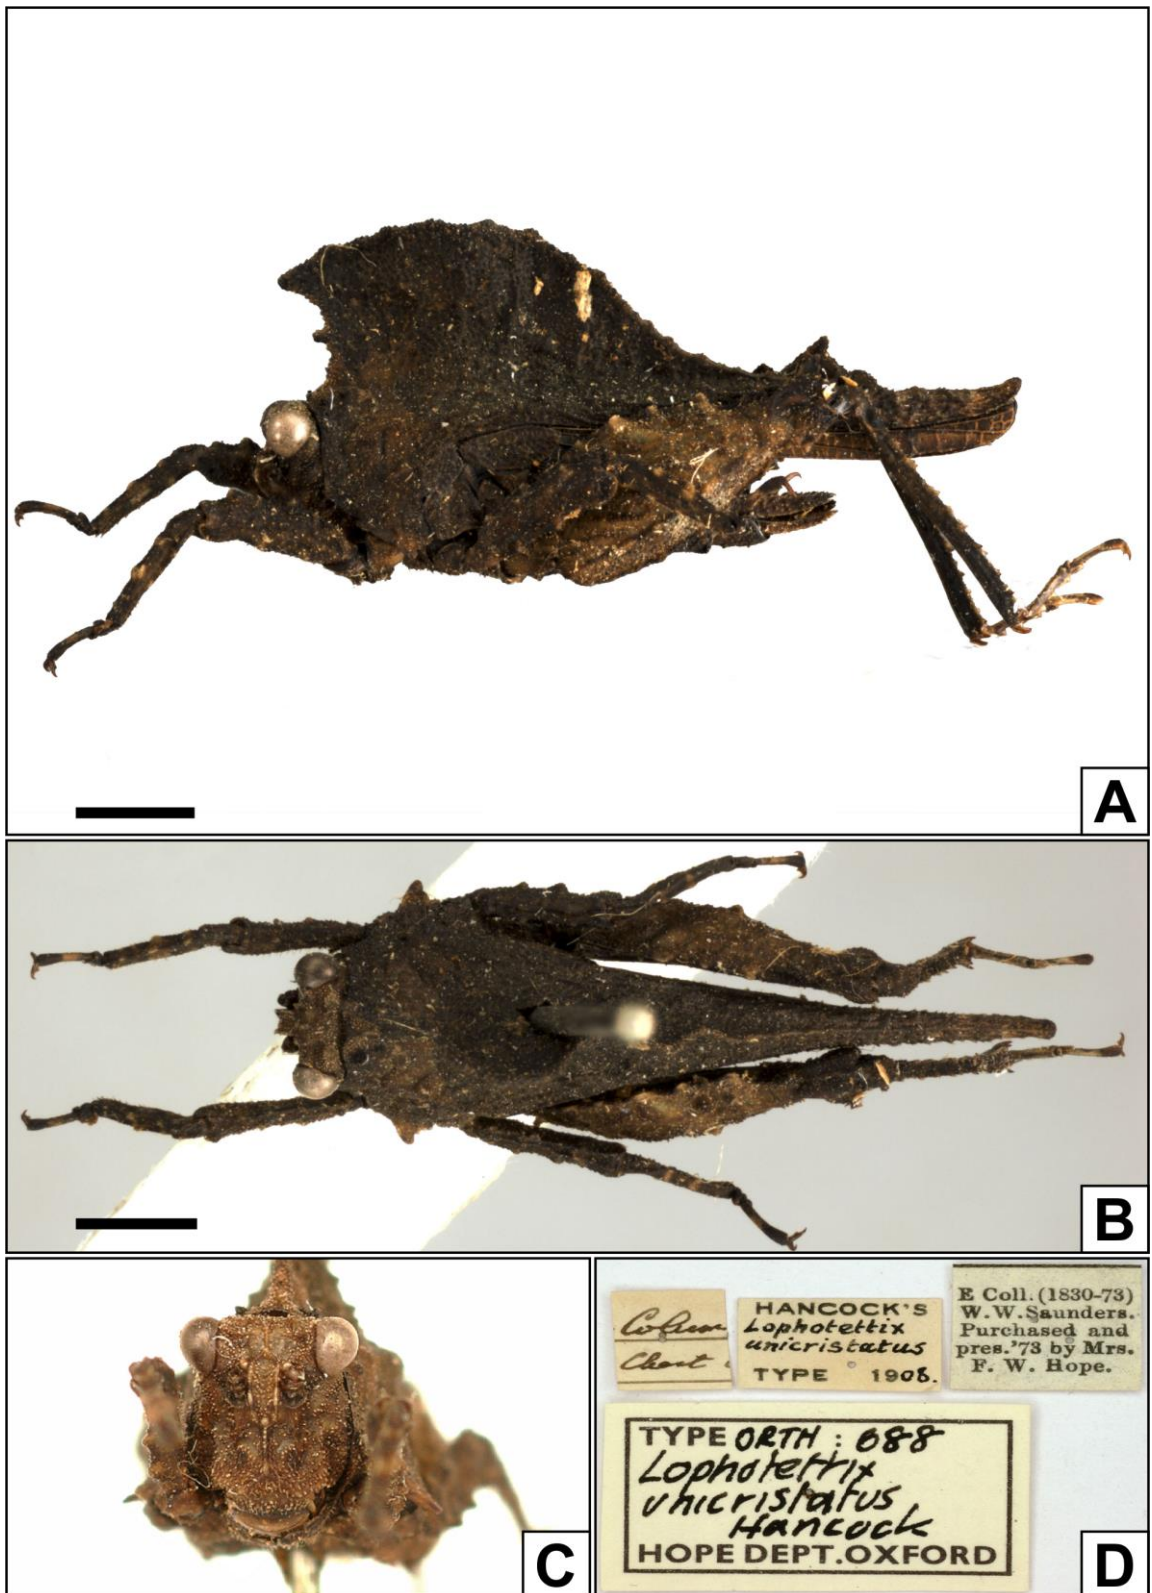 A
B
C
HANCOCK'S
Lophotettix
unicristatus
TYPE 1908.
E Coll.(1830-73)
W.W.Saunders.
Purchased and
pres.'73 by Mrs.
F. W. Hope.
TYPE ORTH : 688
Lophotettix
unicristatus
Hancock
HOPE DEPT.OXFORD
D